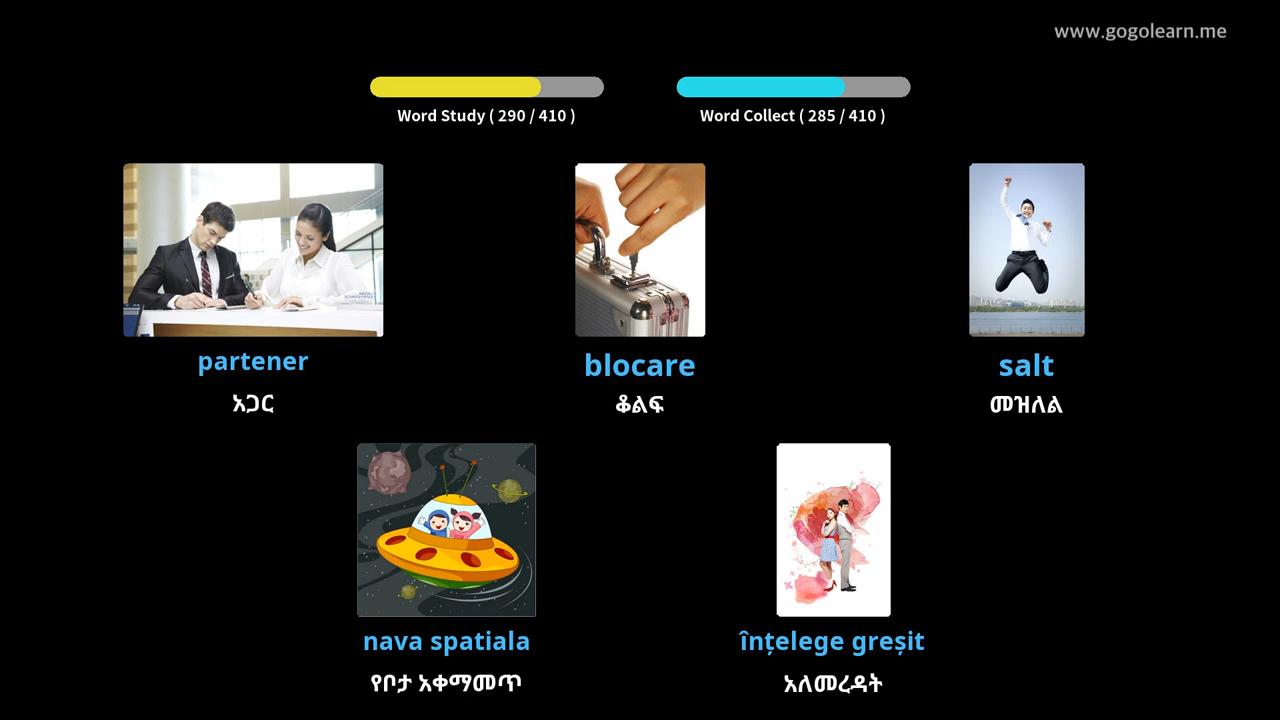 www.gogolearn.me
Word Study ( 290 / 410 )
Word Collect ( 285 / 410 )
partener
አጋር
blocare
ቆልፍ
salt
መዝለል
nava spatiala
የቦታ አቀማመጥ
înțelege greșit
አለመረዳት